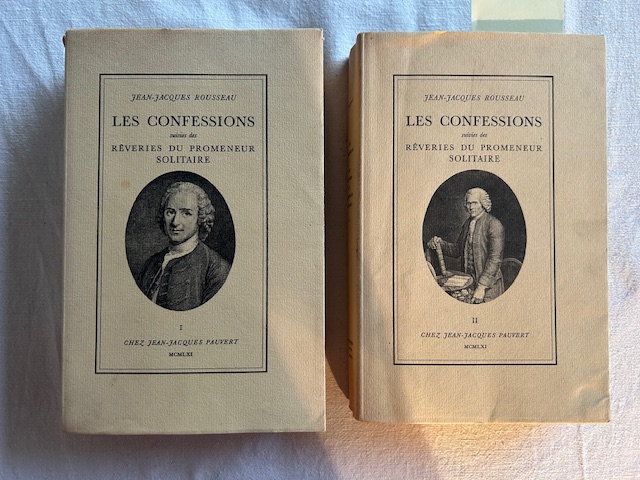 JEAN-JACQUES ROUSSEAU
LES CONFESSIONS
suivies des
RÊVERIES DU PROMENEUR
SOLITAIRE
I
CHEZ JEAN-JACQUES PAUVERT
MCMLXI
JEAN-JACQUES ROUSSEAU
LES CONFESSIONS
suivies des
RÊVERIES DU PROMENEUR
SOLITAIRE
II
CHEZ JEAN-JACQUES PAUVERT
MCMLXI